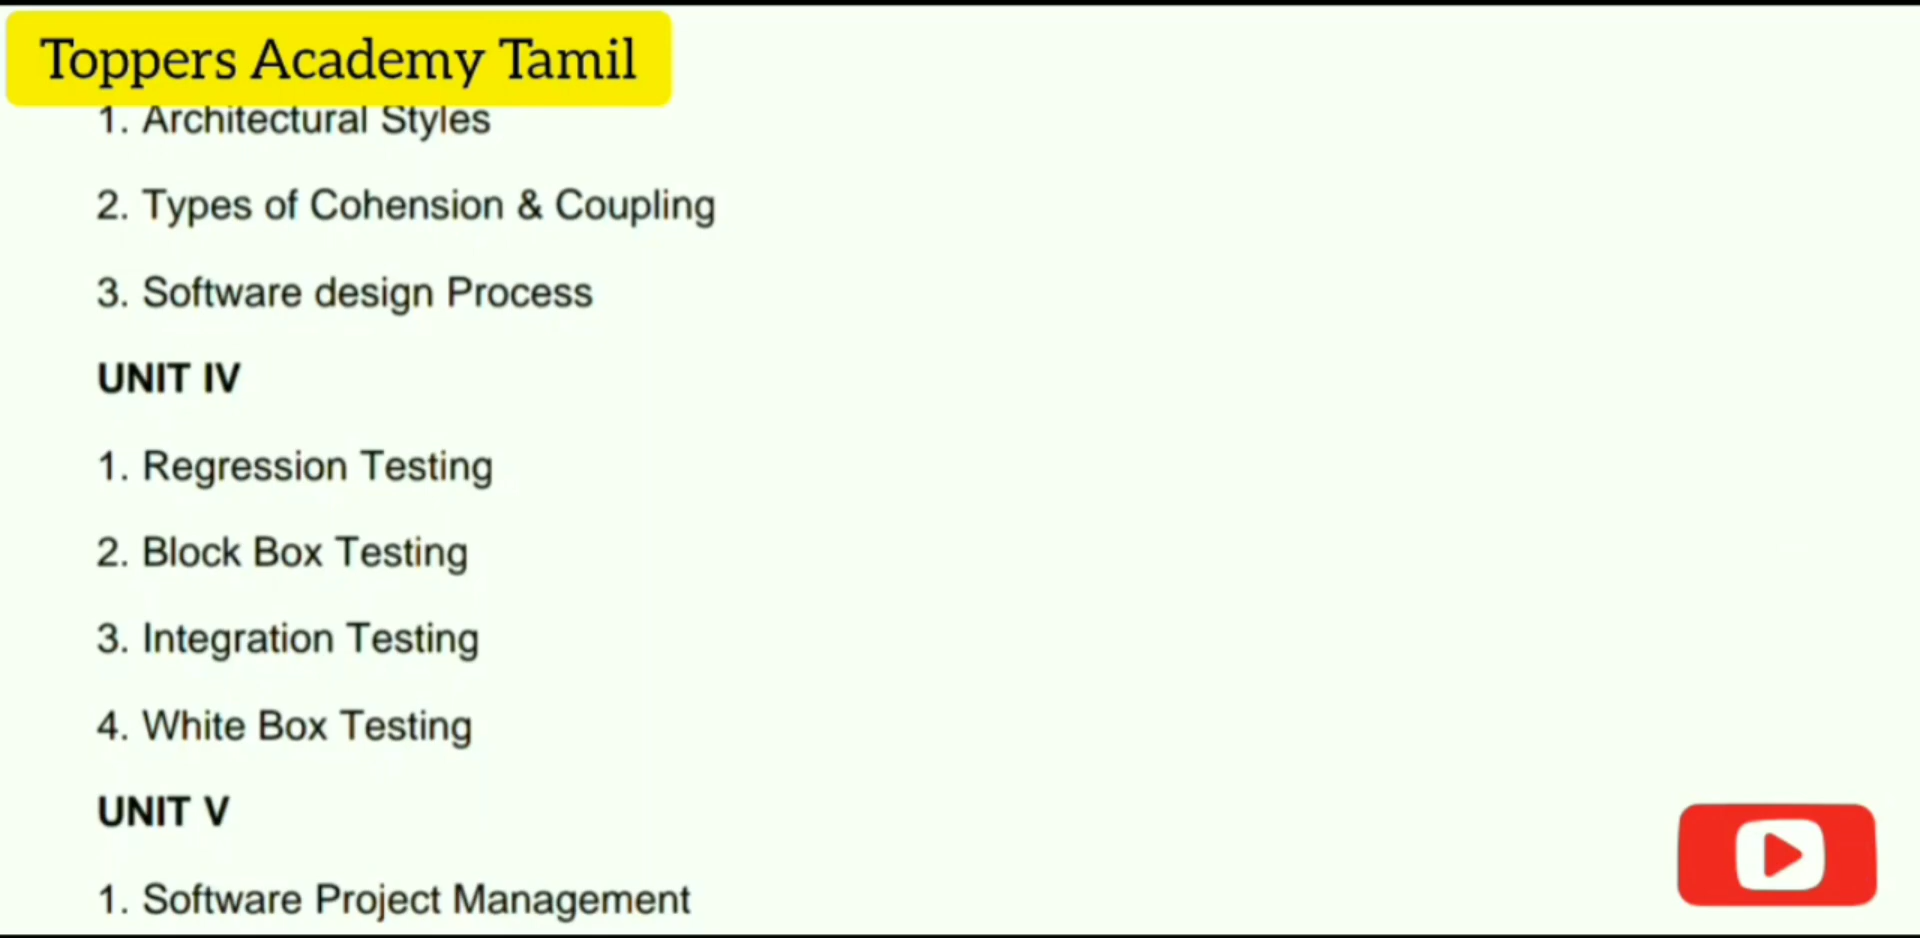 Toppers Academy Tamil
1. Architectural Styles
2. Types of Cohension & Coupling
3. Software design Process
UNIT IV
1. Regression Testing
2. Block Box Testing
3. Integration Testing
4. White Box Testing
UNIT V
1. Software Project Management